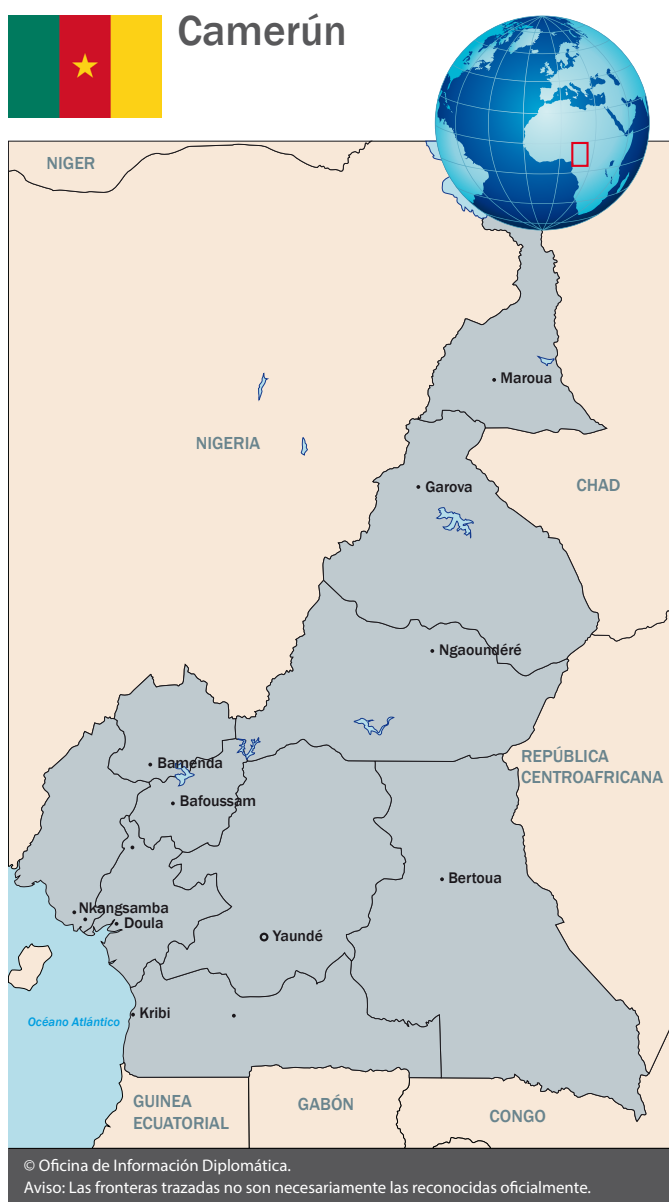 Camerún
NIGER
Maroua
NIGERIA
CHAD
Garova
Ngaoundéré
REPÚBLICA
CENTROAFRICANA
Bamenda
Bafoussam
Bertoua
Nkangsamba
Doula
Yaundé
Kribi
Océano Atlántico
GUINEA
ECUATORIAL
GABÓN
CONGO
© Oficina de Información Diplomática.
Aviso: Las fronteras trazadas no son necesariamente las reconocidas oficialmente.